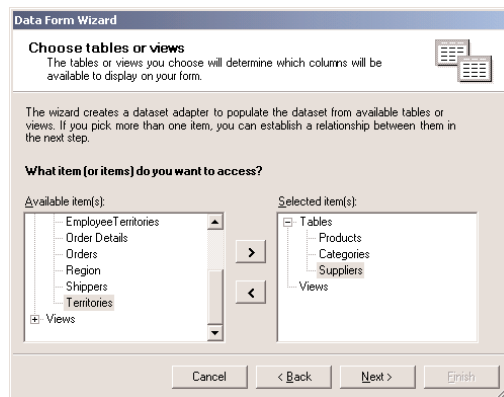 Data Form Wizard
Choose tables or views
The tables or views you choose will determine which columns will be
available to display on your form.
The wizard creates a dataset adapter to populate the dataset from available tables or
views. If you pick more than one item, you can establish a relationship between them in
the next step.
What item (or items) do you want to access?
Available item(s):
EmployeeTerritories
Order Details
Orders
Region
Shippers
Territories
Views
>
<
Selected item(s):
Tables
Products
Categories
Suppliers
Views
Cancel
< Back
Next >
Finish